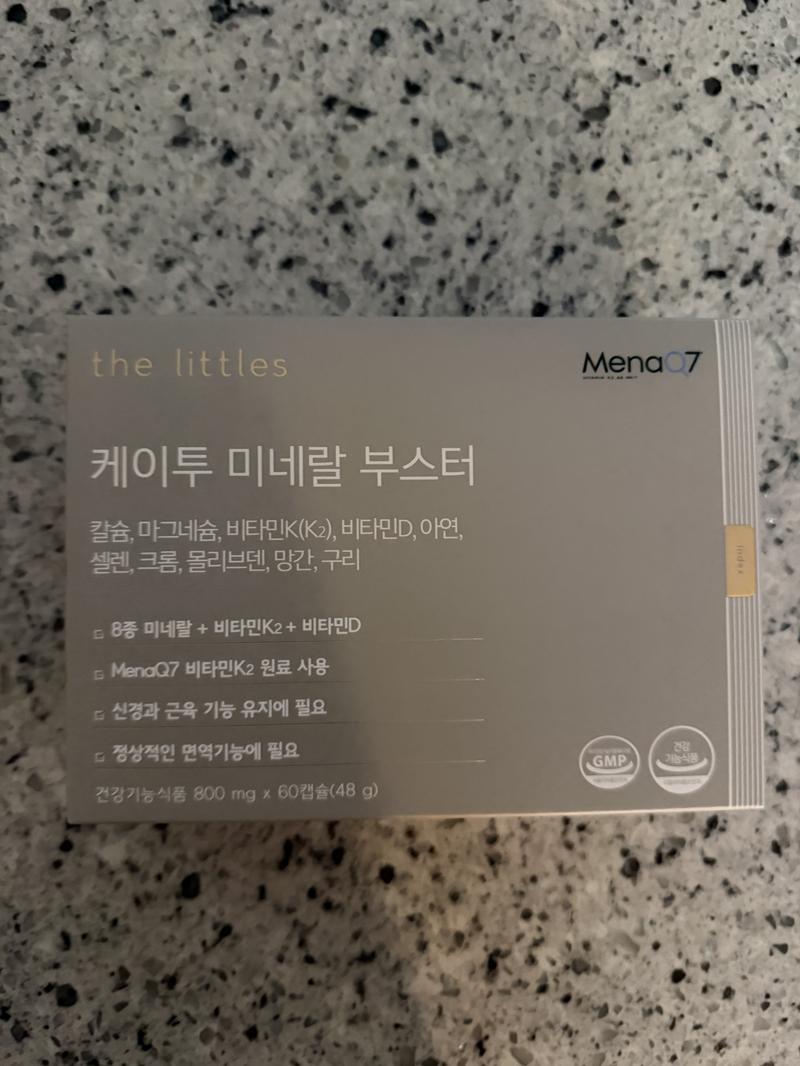 the littles
MenaQ7
케이투 미네랄 부스터
칼슘, 마그네슘, 비타민K(K2), 비타민D, 아연,
셀렌, 크롬, 몰리브덴, 망간, 구리
index
8종 미네랄 + 비타민K2 + 비타민D
MenaQ7 비타민K2 원료 사용
신경과 근육 기능 유지에 필요
정상적인 면역기능에 필요
GMP
건강
기능식품
건강기능식품 800 mg x 60캡슐(48 g)